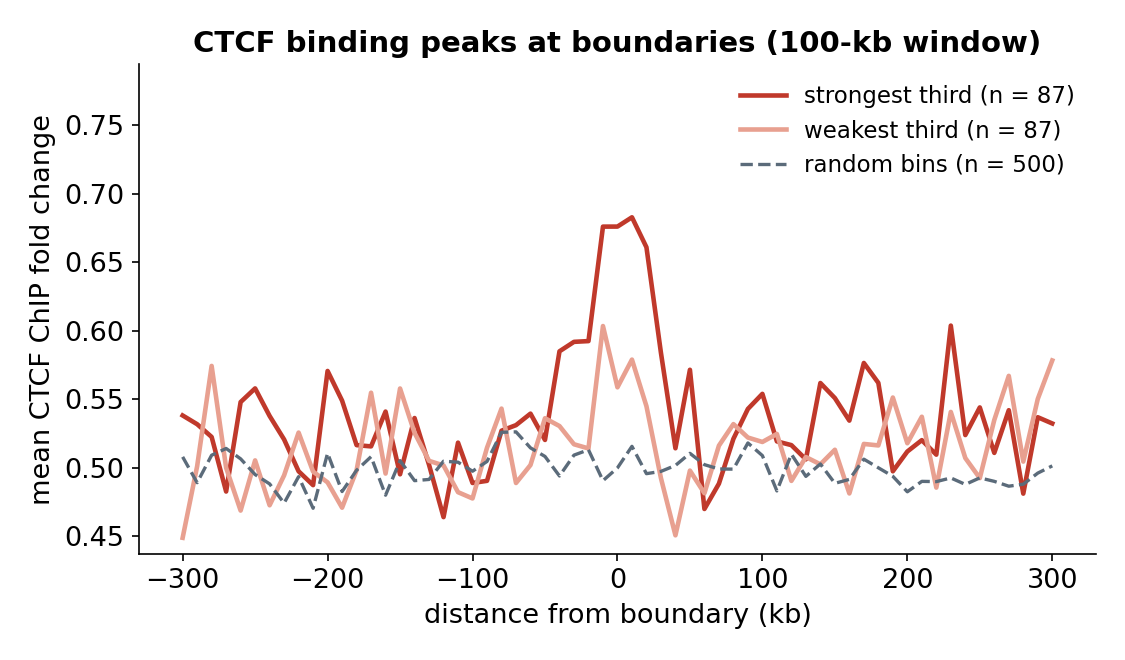 CTCF binding peaks at boundaries (100-kb window)
strongest third (n = 87)
weakest third (n = 87)
random bins (n = 500)
mean CTCF ChIP fold change
0.75
0.70
0.65
0.60
0.55
0.50
0.45
−300
−200
−100
0
100
200
300
distance from boundary (kb)